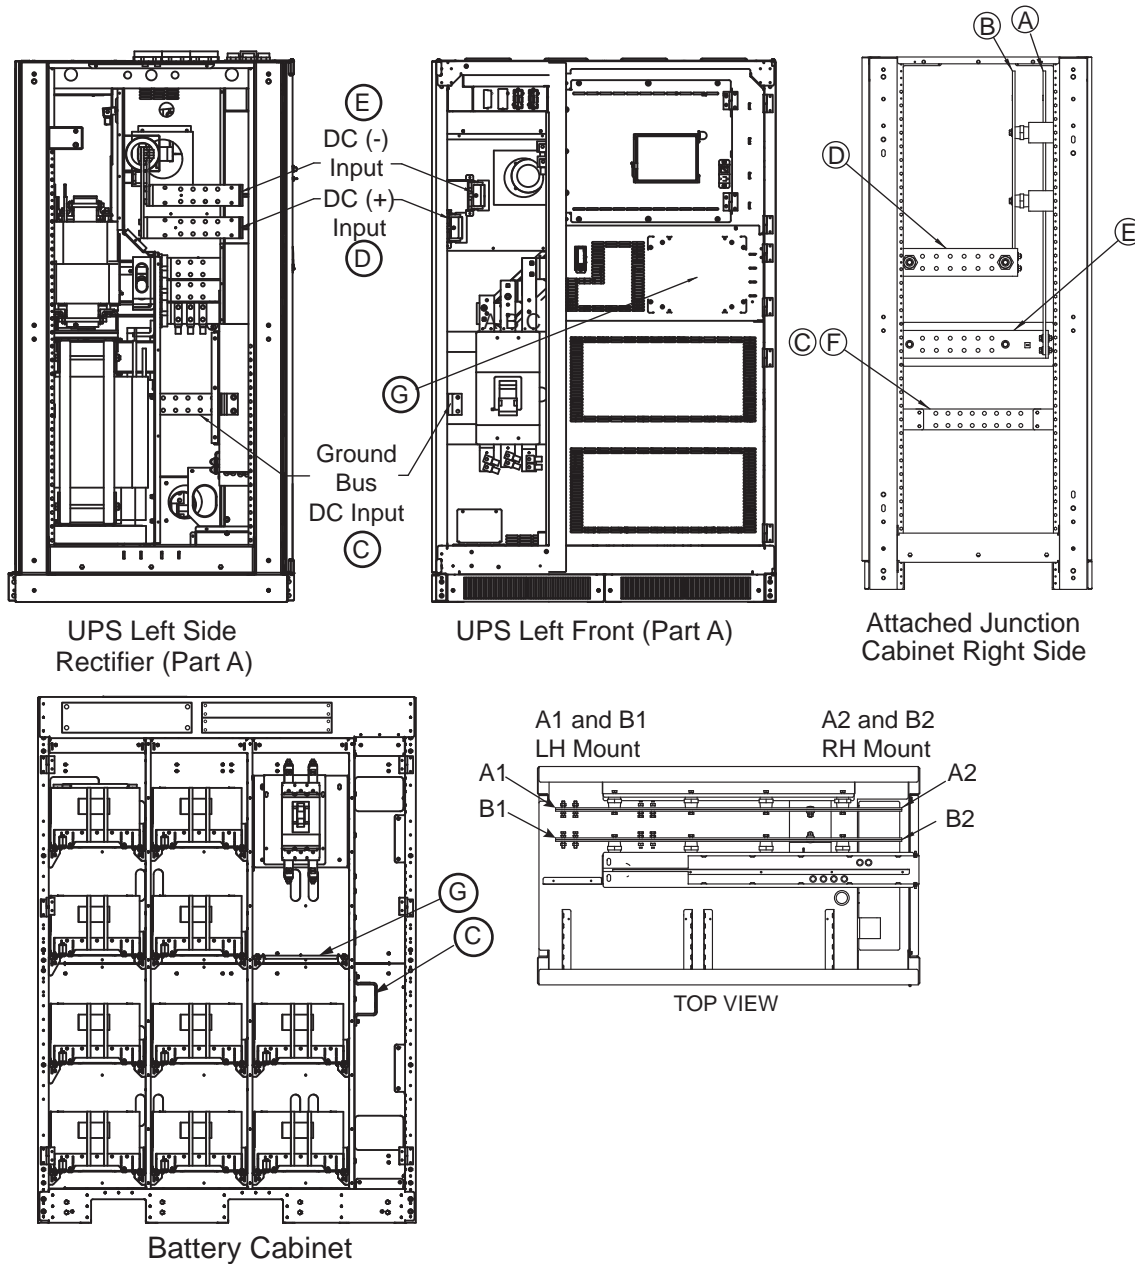 E
DC (-)
Input
DC (+)
Input
D
G
Ground
Bus
DC Input
C
B
A
D
E
C F
UPS Left Side
Rectifier (Part A)
UPS Left Front (Part A)
Attached Junction
Cabinet Right Side
G
C
Battery Cabinet
A1 and B1
LH Mount
A2 and B2
RH Mount
A1
A2
B1
B2
TOP VIEW